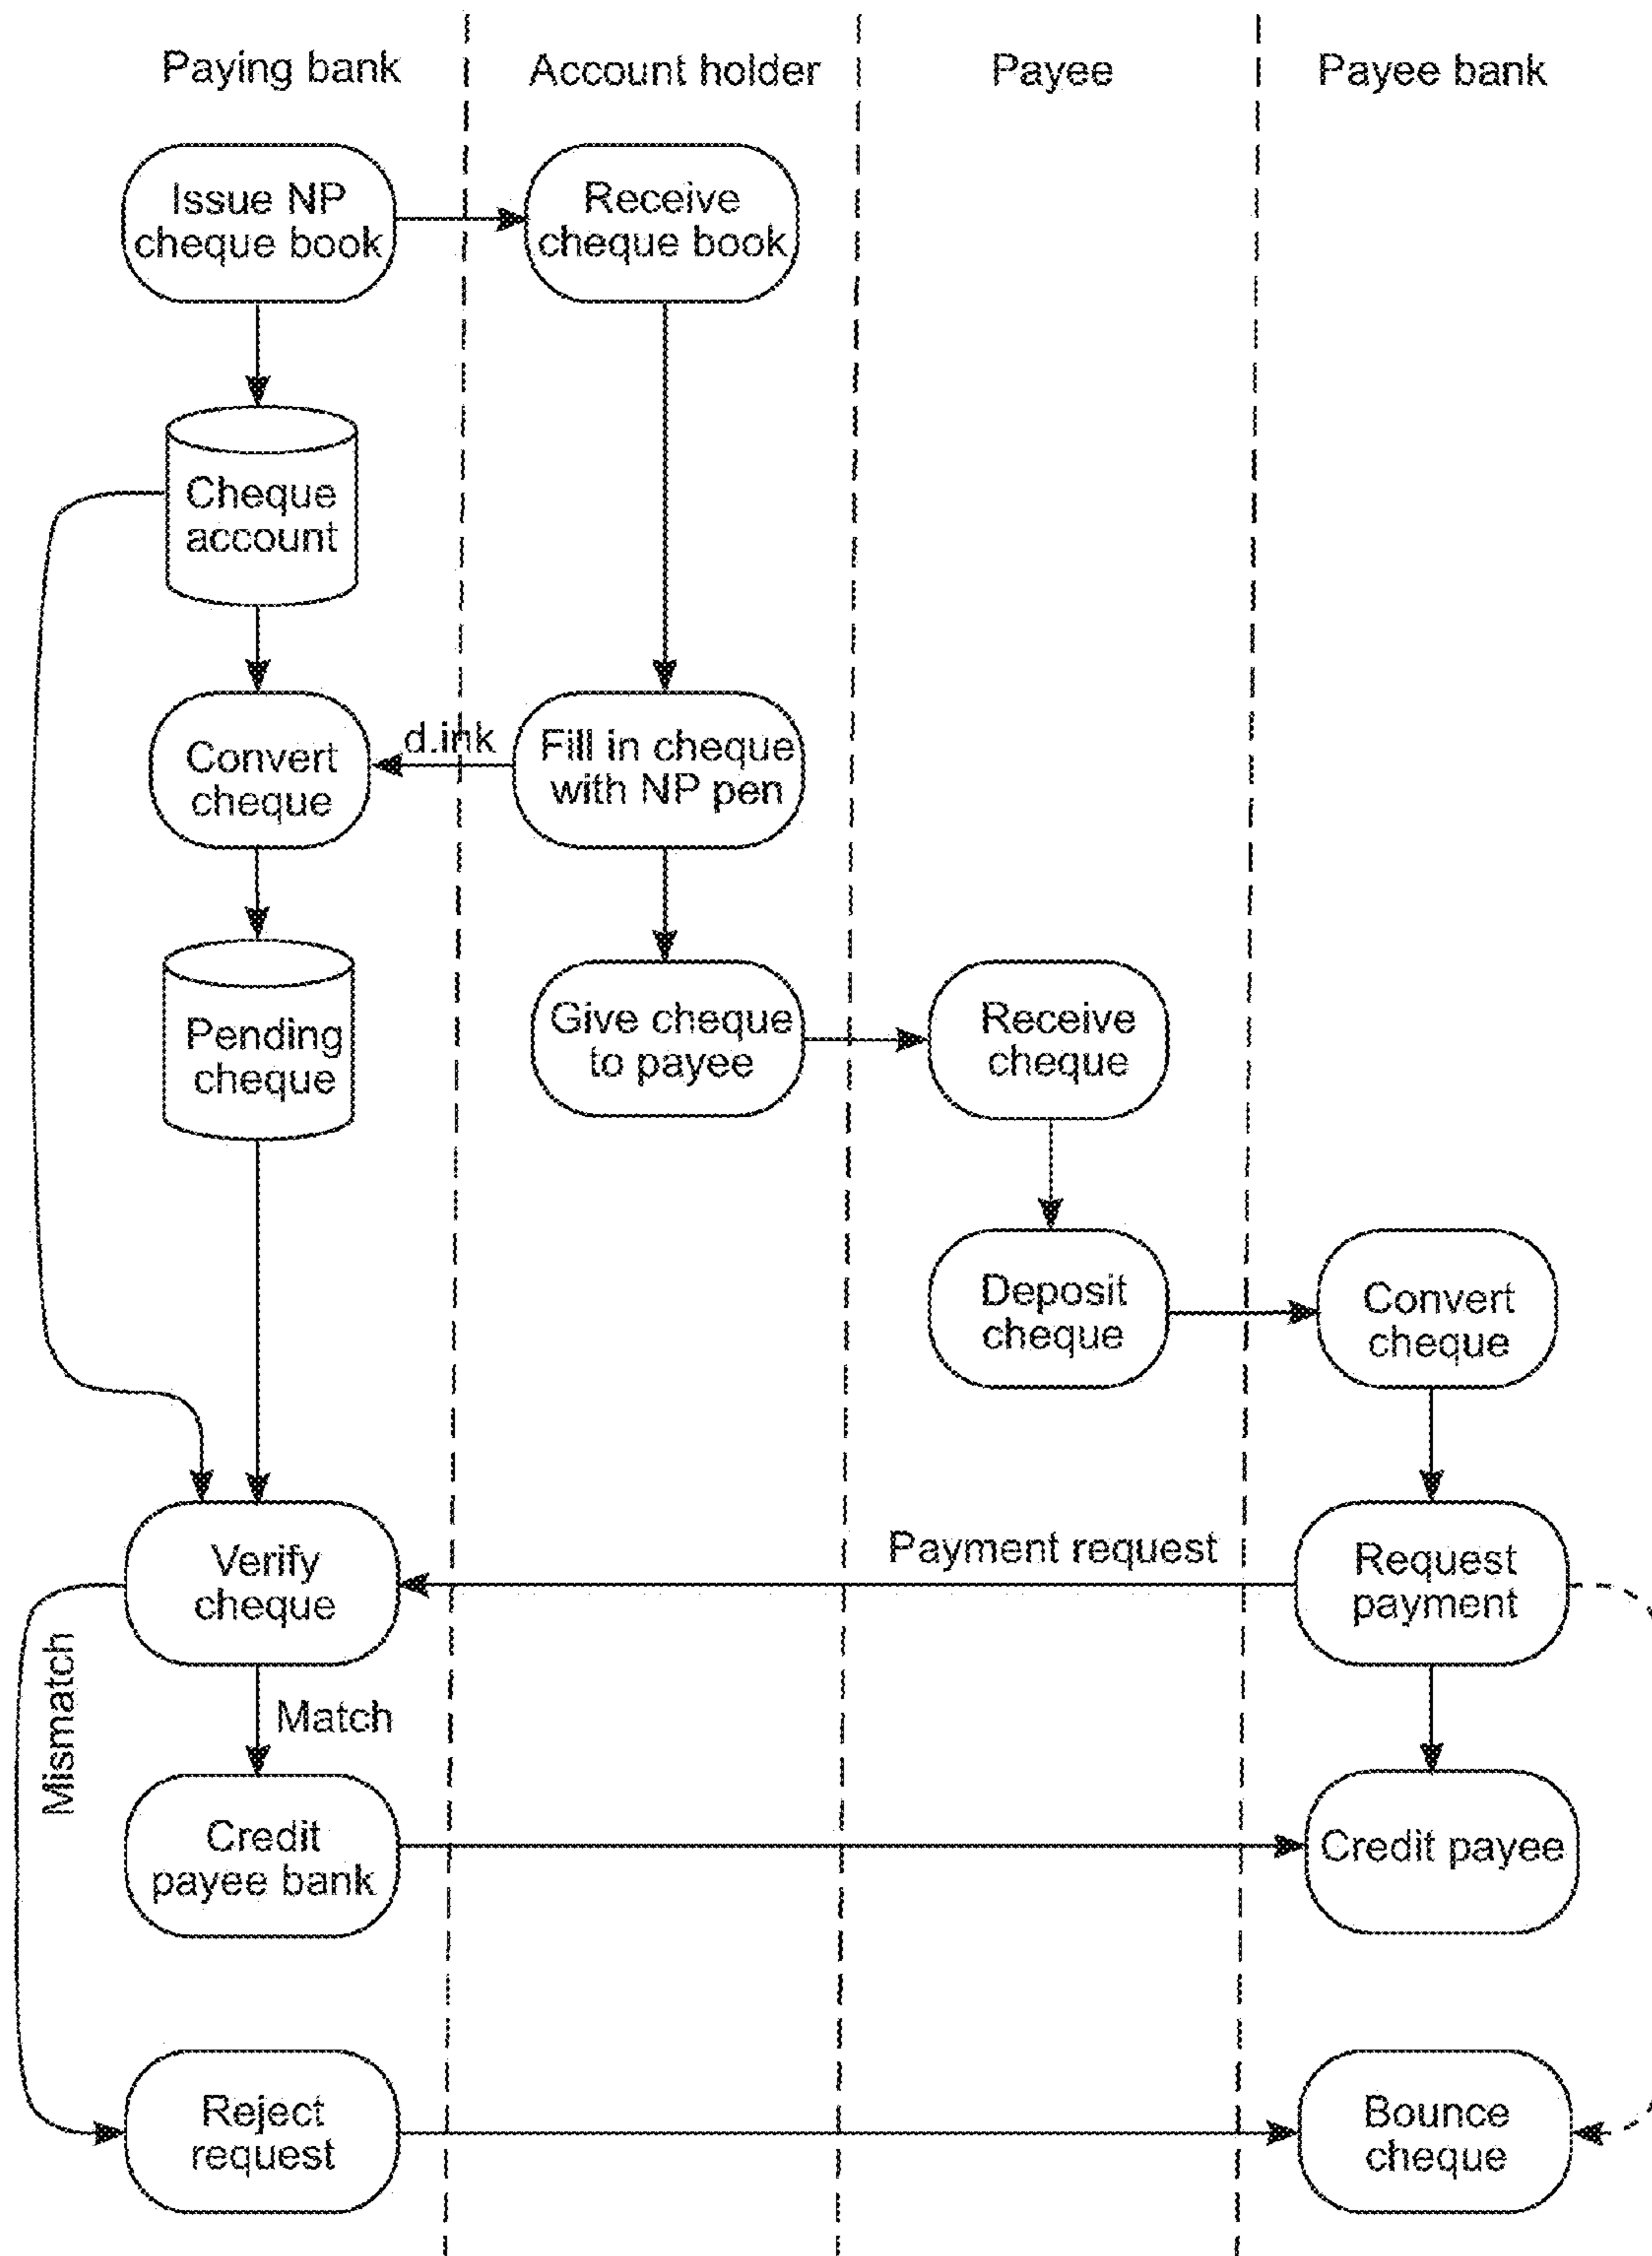 Paying bank
Account holder
Payee
Payee bank
Issue NP
cheque book
Receive
cheque book
Cheque
account
Convert
cheque
d.ink
Fill in cheque
with NP pen
Pending
cheque
Give cheque
to payee
Receive
cheque
Deposit
cheque
Convert
cheque
Verify
cheque
Payment request
Request
payment
Mismatch
Match
Credit
payee bank
Credit payee
Reject
request
Bounce
cheque